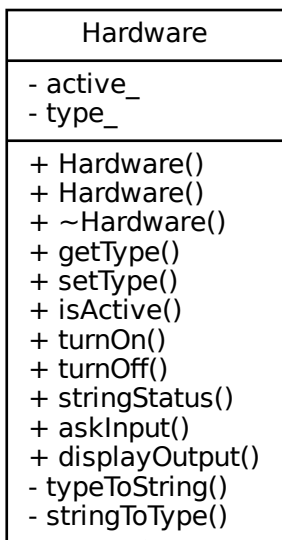 Hardware
- active_
- type_
+ Hardware()
+ Hardware()
+ ~Hardware()
+ getType()
+ setType()
+ isActive()
+ turnOn()
+ turnOff()
+ stringStatus()
+ askInput()
+ displayOutput()
- typeToString()
- stringToType()